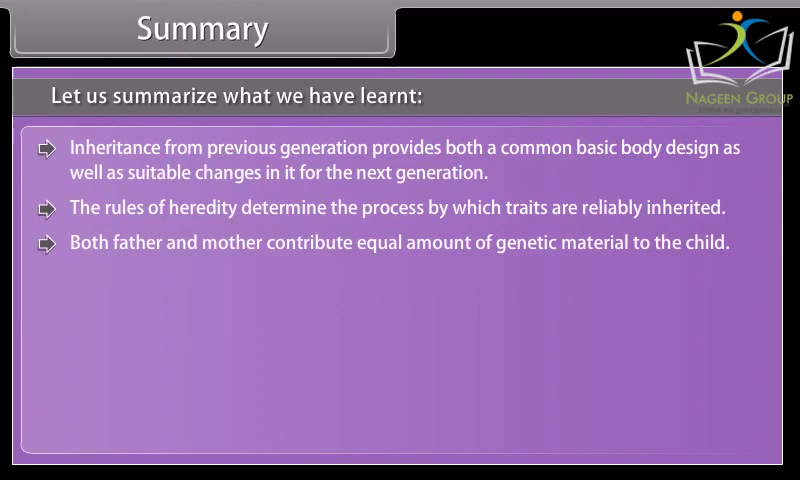 Summary
NAGEEN GROUP
Let us summarize what we have learnt:
Inheritance from previous generation provides both a common basic body design as
well as suitable changes in it for the next generation.
The rules of heredity determine the process by which traits are reliably inherited.
Both father and mother contribute equal amount of genetic material to the child.